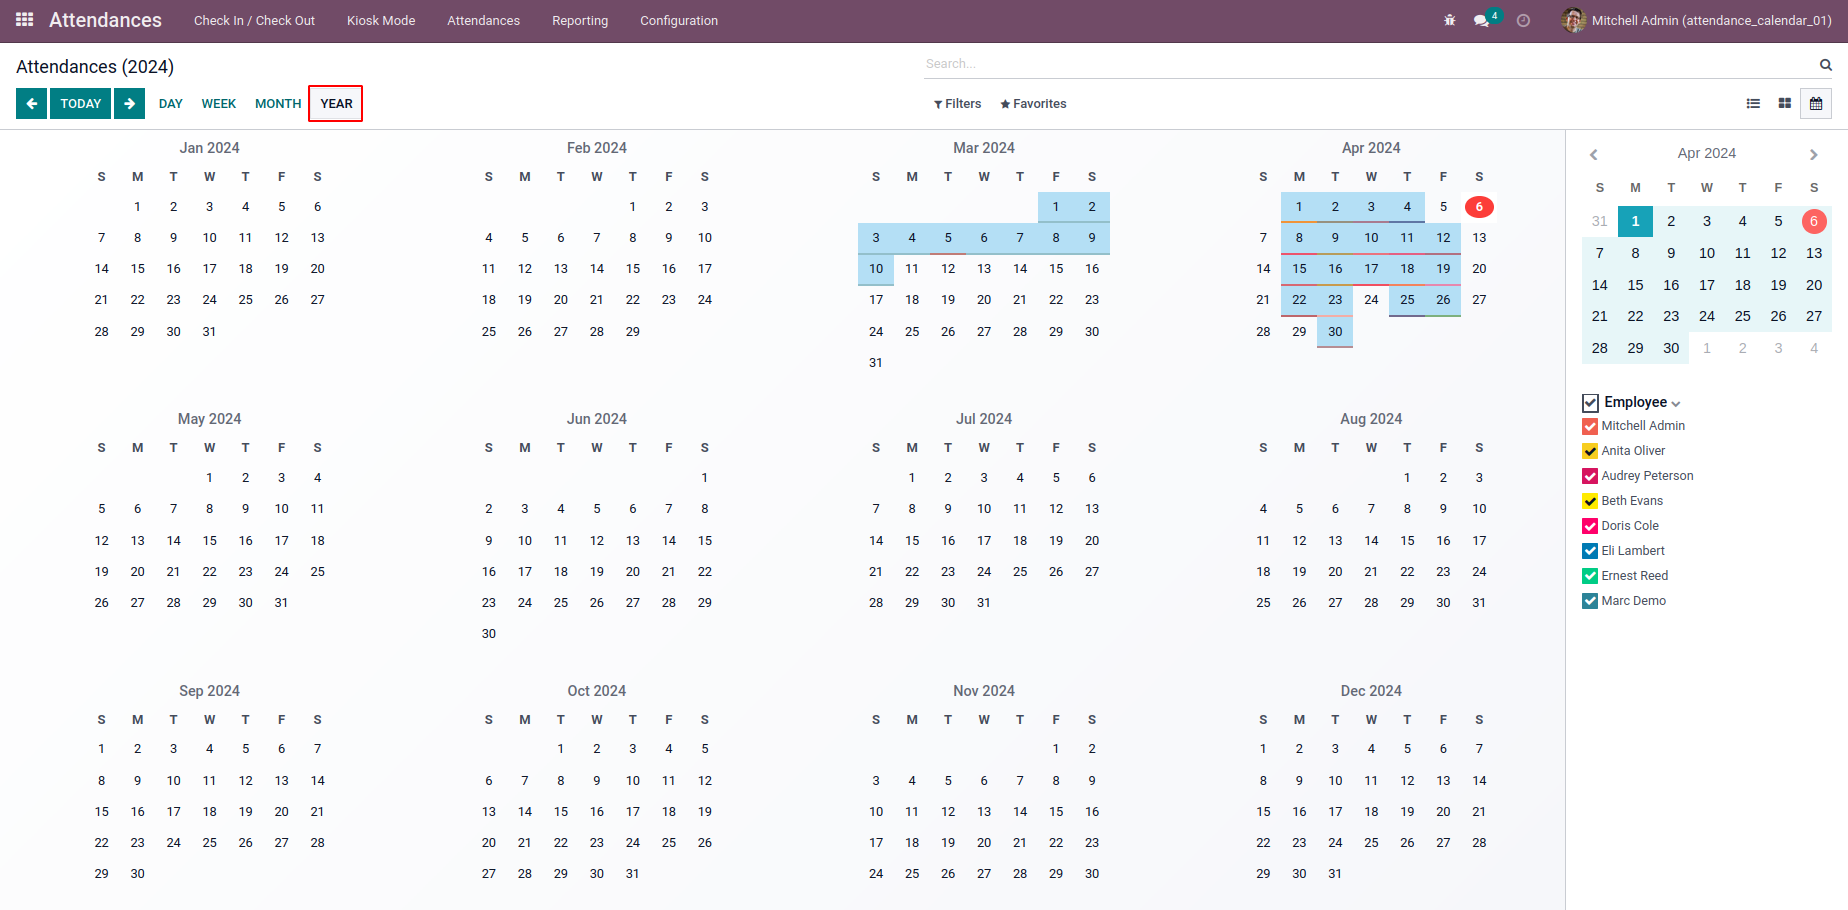 Attendances Check In / Check Out Kiosk Mode Attendances Reporting Configuration 4 Mitchell Admin (attendance_calendar_01)
Attendances (2024) Search...
TODAY DAY WEEK MONTH YEAR Filters Favorites
Jan 2024
S M T W T F S
1 2 3 4 5 6
7 8 9 10 11 12 13
14 15 16 17 18 19 20
21 22 23 24 25 26 27
28 29 30 31
Feb 2024
S M T W T F S
1 2 3
4 5 6 7 8 9 10
11 12 13 14 15 16 17
18 19 20 21 22 23 24
25 26 27 28 29
Mar 2024
S M T W T F S
1 2
3 4 5 6 7 8 9
10 11 12 13 14 15 16
17 18 19 20 21 22 23
24 25 26 27 28 29 30
31
Apr 2024
S M T W T F S
1 2 3 4 5 6
7 8 9 10 11 12 13
14 15 16 17 18 19 20
21 22 23 24 25 26 27
28 29 30
May 2024
S M T W T F S
1 2 3 4
5 6 7 8 9 10 11
12 13 14 15 16 17 18
19 20 21 22 23 24 25
26 27 28 29 30 31
Jun 2024
S M T W T F S
1
2 3 4 5 6 7 8
9 10 11 12 13 14 15
16 17 18 19 20 21 22
23 24 25 26 27 28 29
30
Jul 2024
S M T W T F S
1 2 3 4 5 6
7 8 9 10 11 12 13
14 15 16 17 18 19 20
21 22 23 24 25 26 27
28 29 30 31
Aug 2024
S M T W T F S
1 2 3
4 5 6 7 8 9 10
11 12 13 14 15 16 17
18 19 20 21 22 23 24
25 26 27 28 29 30 31
Sep 2024
S M T W T F S
1 2 3 4 5 6 7
8 9 10 11 12 13 14
15 16 17 18 19 20 21
22 23 24 25 26 27 28
29 30
Oct 2024
S M T W T F S
1 2 3 4 5
6 7 8 9 10 11 12
13 14 15 16 17 18 19
20 21 22 23 24 25 26
27 28 29 30 31
Nov 2024
S M T W T F S
1 2
3 4 5 6 7 8 9
10 11 12 13 14 15 16
17 18 19 20 21 22 23
24 25 26 27 28 29 30
Dec 2024
S M T W T F S
1 2 3 4 5 6 7
8 9 10 11 12 13 14
15 16 17 18 19 20 21
22 23 24 25 26 27 28
29 30 31
Apr 2024
S M T W T F S
31 1 2 3 4 5 6
7 8 9 10 11 12 13
14 15 16 17 18 19 20
21 22 23 24 25 26 27
28 29 30 1 2 3 4
Employee
Mitchell Admin
Anita Oliver
Audrey Peterson
Beth Evans
Doris Cole
Eli Lambert
Ernest Reed
Marc Demo